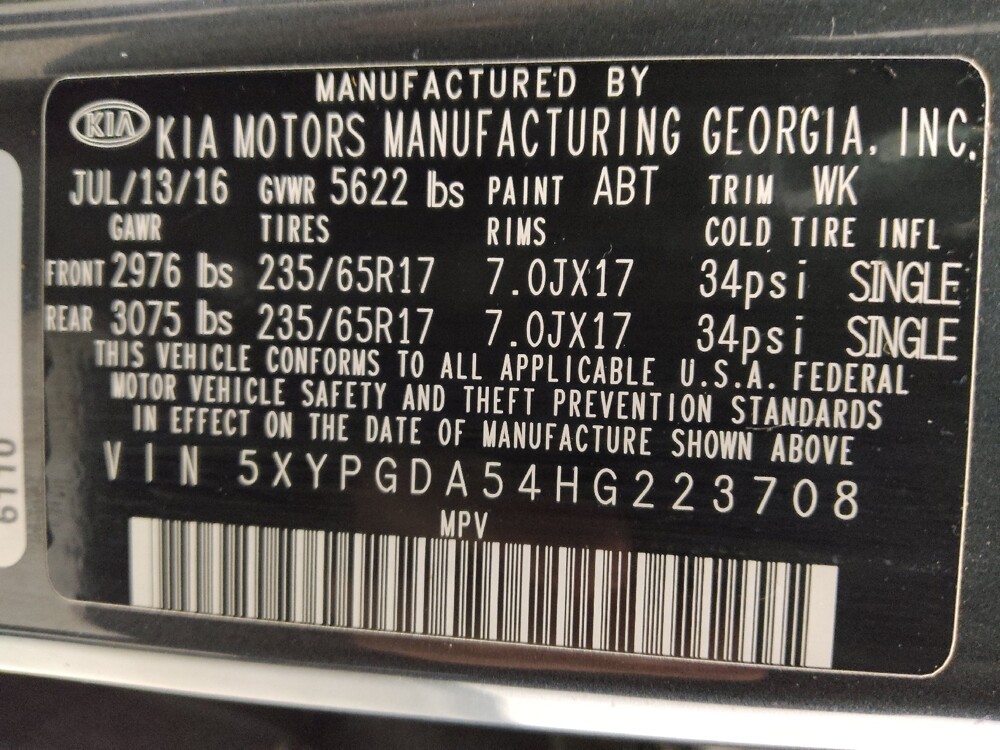 MANUFACTURED BY
KIA KIA MOTORS MANUFACTURING GEORGIA, INC.
JUL/13/16 GVWR 5622 lbs PAINT ABT TRIM WK
GAWR TIRES RIMS COLD TIRE INFL
FRONT 2976 lbs 235/65R17 7.0JX17 34psi SINGLE
REAR 3075 lbs 235/65R17 7.0JX17 34psi SINGLE
THIS VEHICLE CONFORMS TO ALL APPLICABLE U.S.A. FEDERAL
MOTOR VEHICLE SAFETY AND THEFT PREVENTION STANDARDS
IN EFFECT ON THE DATE OF MANUFACTURE SHOWN ABOVE
VIN 5XYPGDA54HG223708
MPV
6110